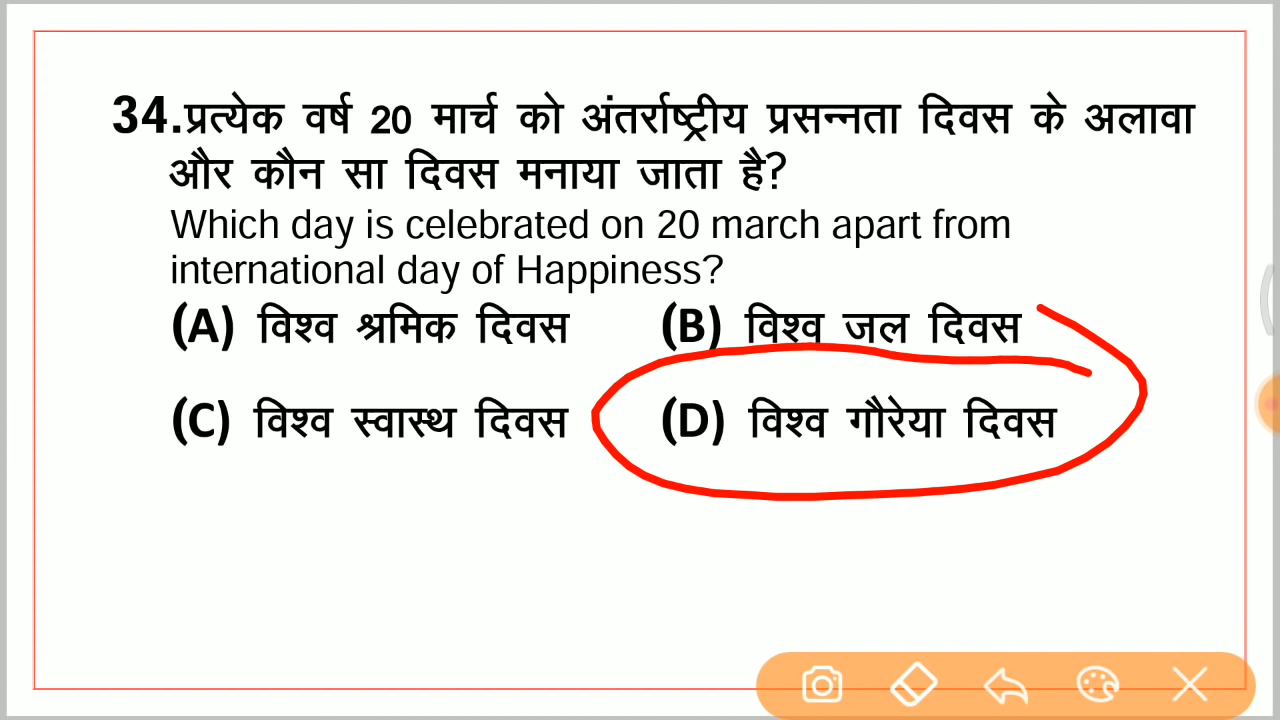 34.प्रत्येक वर्ष 20 मार्च को अंतर्राष्ट्रीय प्रसन्नता दिवस के अलावा
और कौन सा दिवस मनाया जाता है?
Which day is celebrated on 20 march apart from
international day of Happiness?
(A) विश्व श्रमिक दिवस (B) विश्व जल दिवस
(C) विश्व स्वास्थ दिवस (D) विश्व गौरेया दिवस